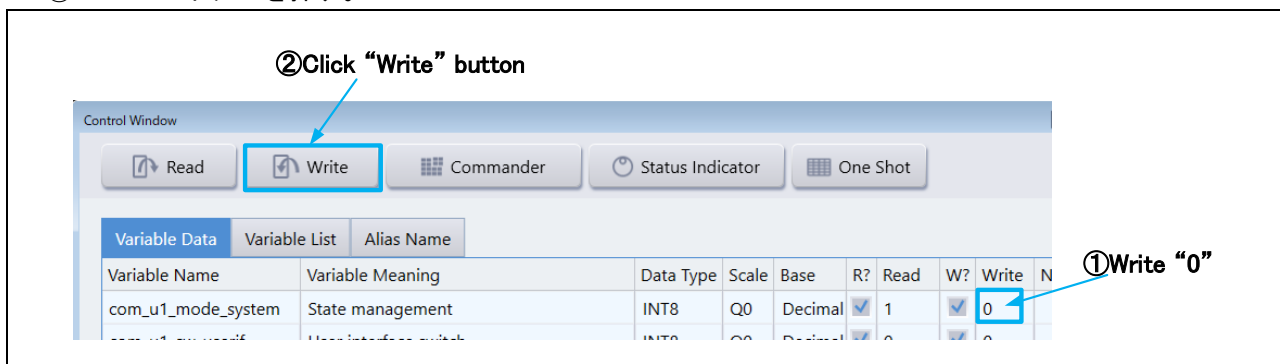 ②Click “Write” button
Control Window
Read Write Commander Status Indicator One Shot
Variable Data Variable List Alias Name
Variable Name Variable Meaning Data Type Scale Base R? Read W? Write N
①Write “0”
com_u1_mode_system State management INT8 Q0 Decimal 1 0